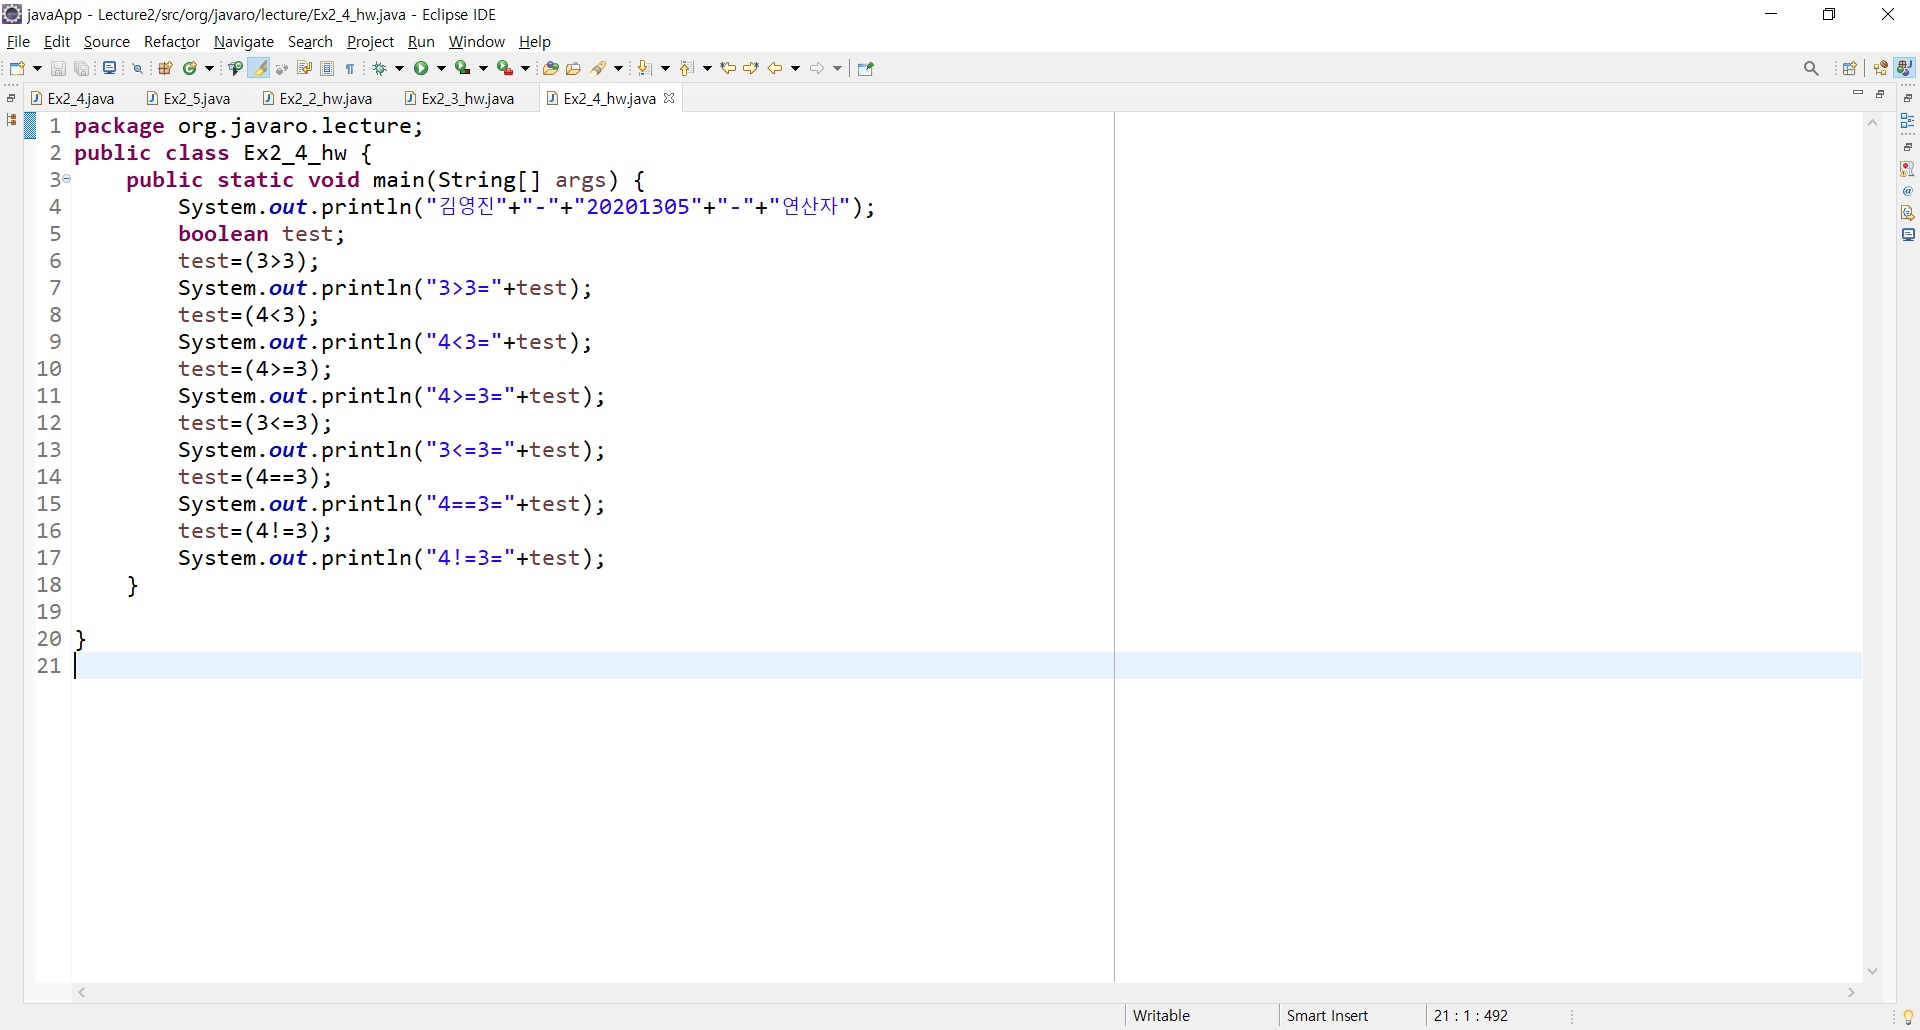 javaApp - Lecture2/src/org/javaro/lecture/Ex2_4_hw.java - Eclipse IDE
File Edit Source Refactor Navigate Search Project Run Window Help
Ex2_4.java Ex2_5.java Ex2_2_hw.java Ex2_3_hw.java Ex2_4_hw.java
1 package org.javaro.lecture;
2 public class Ex2_4_hw {
3 public static void main(String[] args) {
4 System.out.println("김영진"+"-"+"20201305"+"-"+"연산자");
5 boolean test;
6 test=(3>3);
7 System.out.println("3>3="+test);
8 test=(4<3);
9 System.out.println("4<3="+test);
10 test=(4>=3);
11 System.out.println("4>=3="+test);
12 test=(3<=3);
13 System.out.println("3<=3="+test);
14 test=(4==3);
15 System.out.println("4==3="+test);
16 test=(4!=3);
17 System.out.println("4!=3="+test);
18 }
19
20 }
21
Writable Smart Insert 21 : 1 : 492